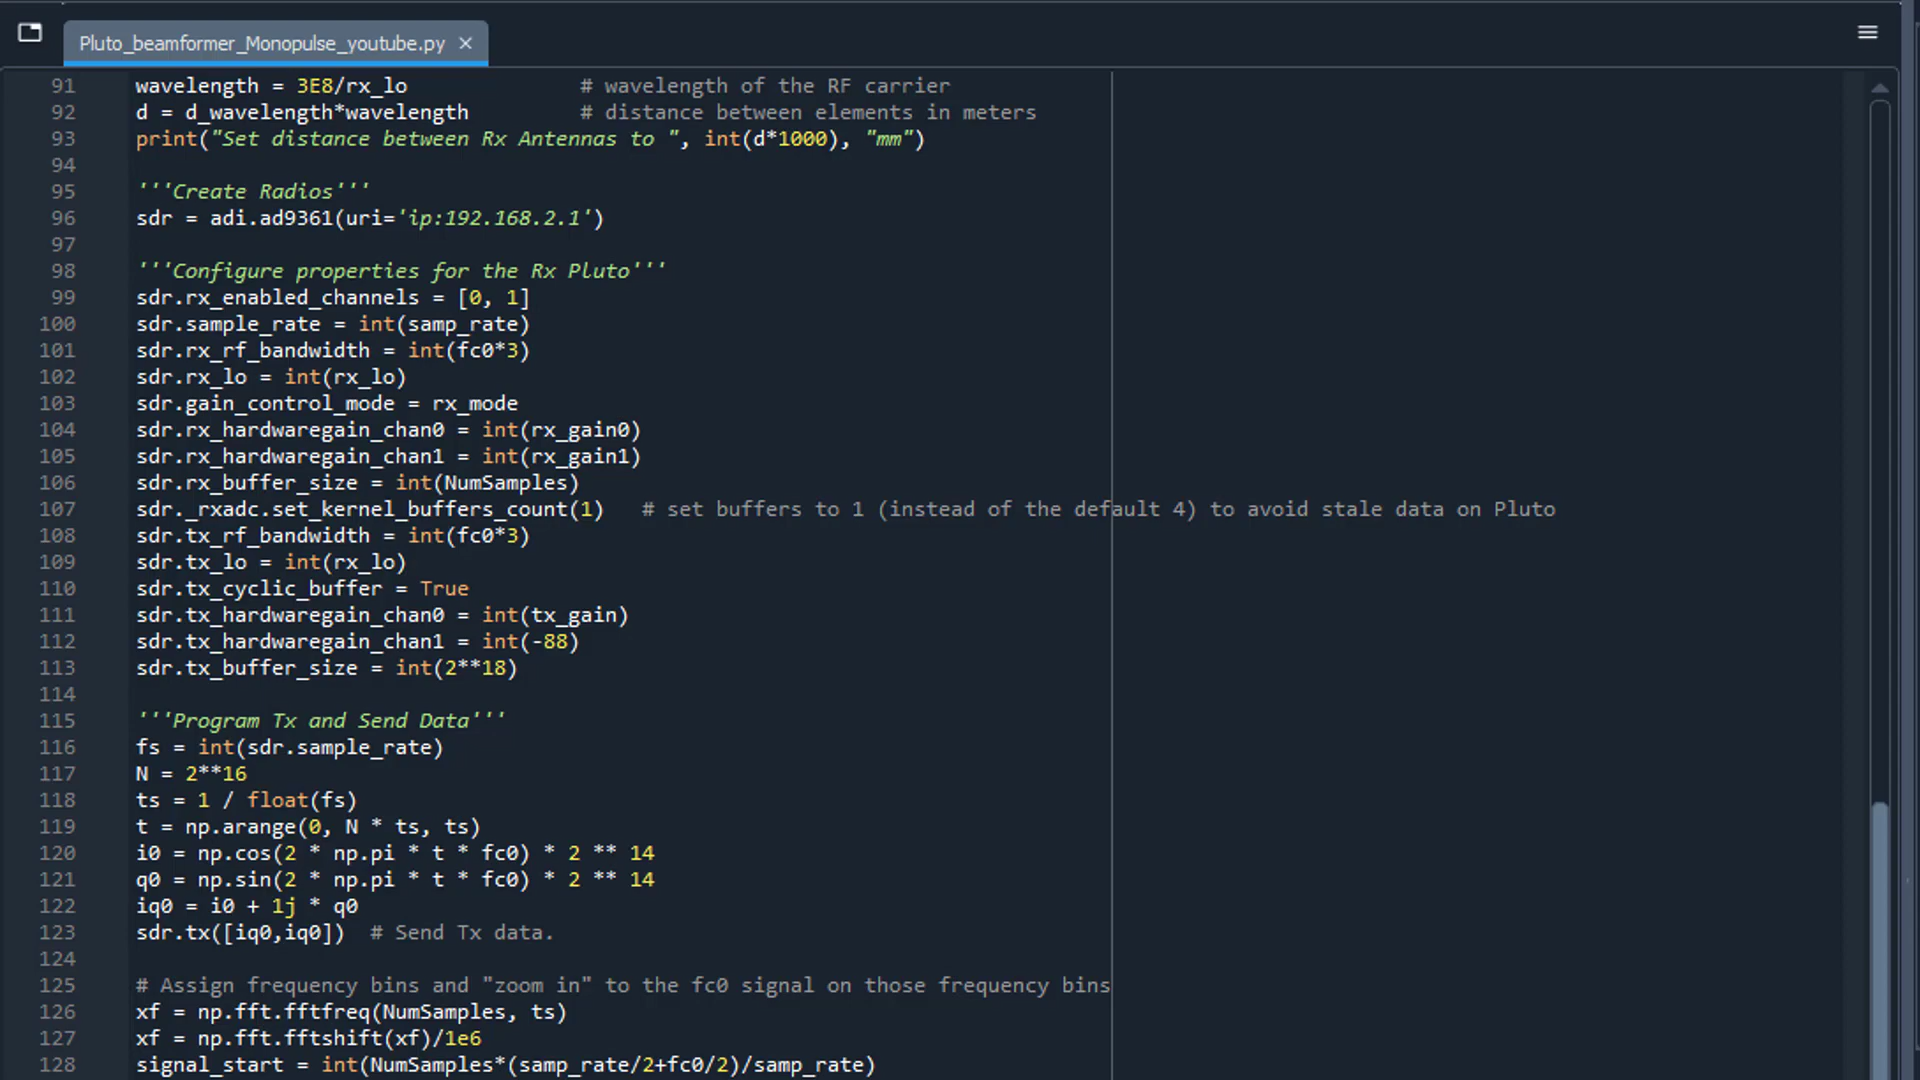 Pluto_beamformer_Monopulse_youtube.py ×
91 wavelength = 3E8/rx_lo # wavelength of the RF carrier
92 d = d_wavelength*wavelength # distance between elements in meters
93 print("Set distance between Rx Antennas to ", int(d*1000), "mm")
94
95 '''Create Radios'''
96 sdr = adi.ad9361(uri='ip:192.168.2.1')
97
98 '''Configure properties for the Rx Pluto'''
99 sdr.rx_enabled_channels = [0, 1]
100 sdr.sample_rate = int(samp_rate)
101 sdr.rx_rf_bandwidth = int(fc0*3)
102 sdr.rx_lo = int(rx_lo)
103 sdr.gain_control_mode = rx_mode
104 sdr.rx_hardwaregain_chan0 = int(rx_gain0)
105 sdr.rx_hardwaregain_chan1 = int(rx_gain1)
106 sdr.rx_buffer_size = int(NumSamples)
107 sdr._rxadc.set_kernel_buffers_count(1) # set buffers to 1 (instead of the default 4) to avoid stale data on Pluto
108 sdr.tx_rf_bandwidth = int(fc0*3)
109 sdr.tx_lo = int(rx_lo)
110 sdr.tx_cyclic_buffer = True
111 sdr.tx_hardwaregain_chan0 = int(tx_gain)
112 sdr.tx_hardwaregain_chan1 = int(-88)
113 sdr.tx_buffer_size = int(2**18)
114
115 '''Program Tx and Send Data'''
116 fs = int(sdr.sample_rate)
117 N = 2**16
118 ts = 1 / float(fs)
119 t = np.arange(0, N * ts, ts)
120 i0 = np.cos(2 * np.pi * t * fc0) * 2 ** 14
121 q0 = np.sin(2 * np.pi * t * fc0) * 2 ** 14
122 iq0 = i0 + 1j * q0
123 sdr.tx([iq0,iq0]) # Send Tx data.
124
125 # Assign frequency bins and "zoom in" to the fc0 signal on those frequency bins
126 xf = np.fft.fftfreq(NumSamples, ts)
127 xf = np.fft.fftshift(xf)/1e6
128 signal_start = int(NumSamples*(samp_rate/2+fc0/2)/samp_rate)